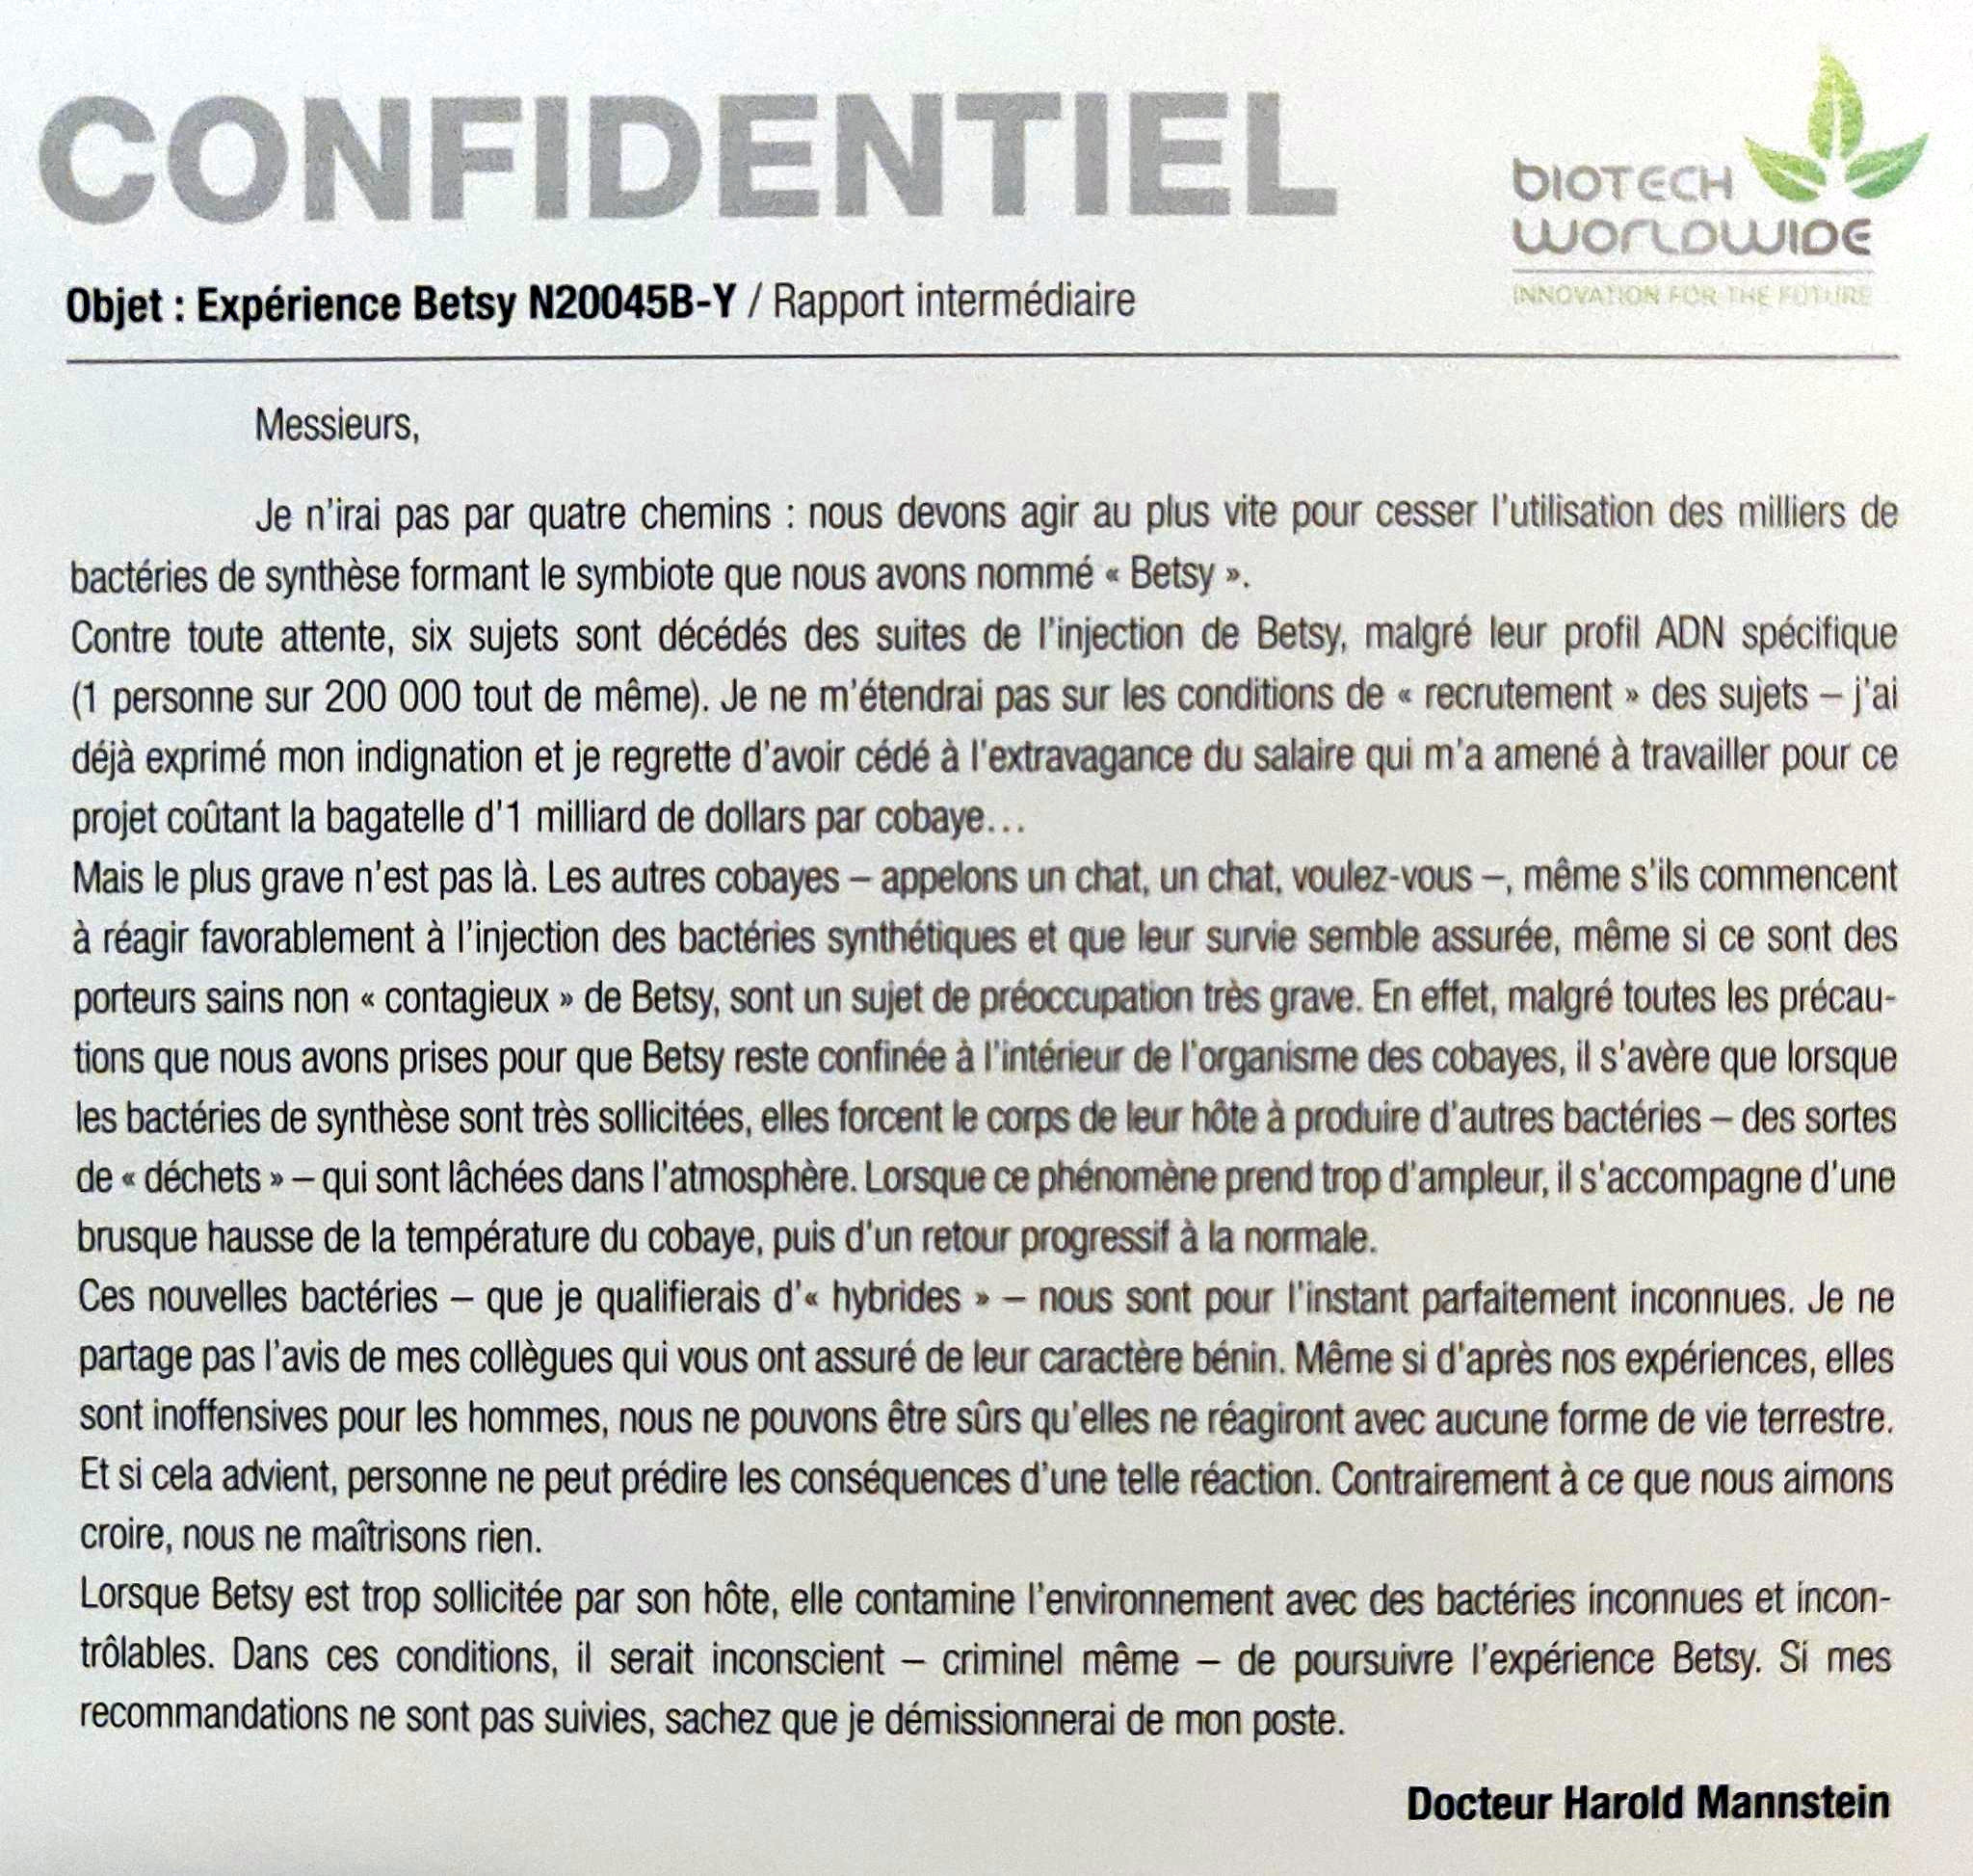 CONFIDENTIEL
BIOTECH
WORLDWIDE
INNOVATION FOR THE FUTURE
Objet : Expérience Betsy N20045B-Y / Rapport intermédiaire
Messieurs,
Je n'irai pas par quatre chemins : nous devons agir au plus vite pour cesser l'utilisation des milliers de
bactéries de synthèse formant le symbiote que nous avons nommé « Betsy ».
Contre toute attente, six sujets sont décédés des suites de l'injection de Betsy, malgré leur profil ADN spécifique
(1 personne sur 200 000 tout de même). Je ne m'étendrai pas sur les conditions de « recrutement » des sujets – j'ai
déjà exprimé mon indignation et je regrette d'avoir cédé à l'extravagance du salaire qui m'a amené à travailler pour ce
projet coûtant la bagatelle d'1 milliard de dollars par cobaye…
Mais le plus grave n'est pas là. Les autres cobayes – appelons un chat, un chat, voulez-vous –, même s'ils commencent
à réagir favorablement à l'injection des bactéries synthétiques et que leur survie semble assurée, même si ce sont des
porteurs sains non « contagieux » de Betsy, sont un sujet de préoccupation très grave. En effet, malgré toutes les précau-
tions que nous avons prises pour que Betsy reste confinée à l'intérieur de l'organisme des cobayes, il s'avère que lorsque
les bactéries de synthèse sont très sollicitées, elles forcent le corps de leur hôte à produire d'autres bactéries – des sortes
de « déchets » – qui sont lâchées dans l'atmosphère. Lorsque ce phénomène prend trop d'ampleur, il s'accompagne d'une
brusque hausse de la température du cobaye, puis d'un retour progressif à la normale.
Ces nouvelles bactéries – que je qualifierais d'« hybrides » – nous sont pour l'instant parfaitement inconnues. Je ne
partage pas l'avis de mes collègues qui vous ont assuré de leur caractère bénin. Même si d'après nos expériences, elles
sont inoffensives pour les hommes, nous ne pouvons être sûrs qu'elles ne réagiront avec aucune forme de vie terrestre.
Et si cela advient, personne ne peut prédire les conséquences d'une telle réaction. Contrairement à ce que nous aimons
croire, nous ne maîtrisons rien.
Lorsque Betsy est trop sollicitée par son hôte, elle contamine l'environnement avec des bactéries inconnues et incon-
trôlables. Dans ces conditions, il serait inconscient – criminel même – de poursuivre l'expérience Betsy. Si mes
recommandations ne sont pas suivies, sachez que je démissionnerai de mon poste.
Docteur Harold Mannstein